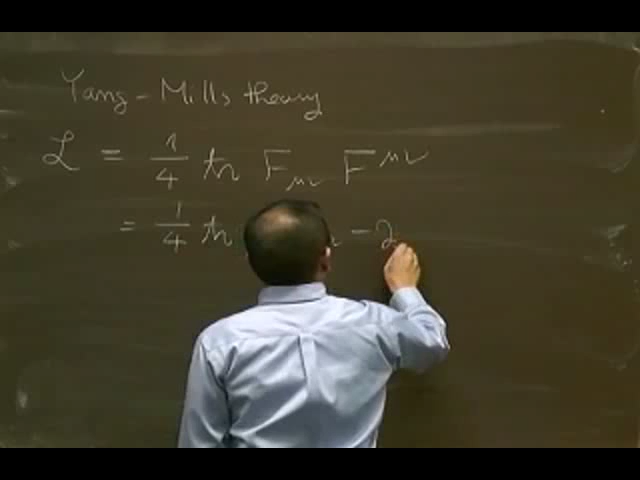 Yang - Mills theory
ℒ = 1/4 tr F_μν F^μν
= 1/4 tr - ∂